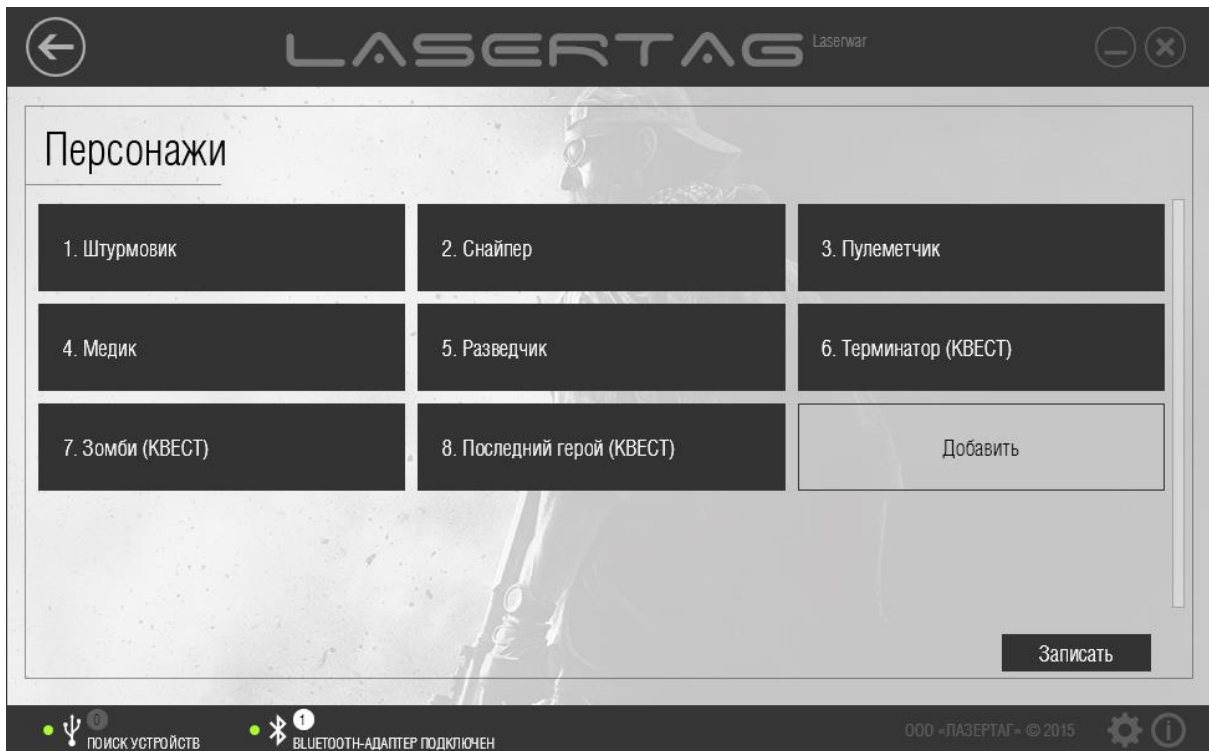 LASERTAG Laserwar
Персонажи
1. Штурмовик
2. Снайпер
3. Пулеметчик
4. Медик
5. Разведчик
6. Терминатор (КВЕСТ)
7. Зомби (КВЕСТ)
8. Последний герой (КВЕСТ)
Добавить
Записать
0
ПОИСК УСТРОЙСТВ
1
BLUETOOTH-АДАПТЕР ПОДКЛЮЧЕН
ООО «ЛАЗЕРТАГ» © 2015